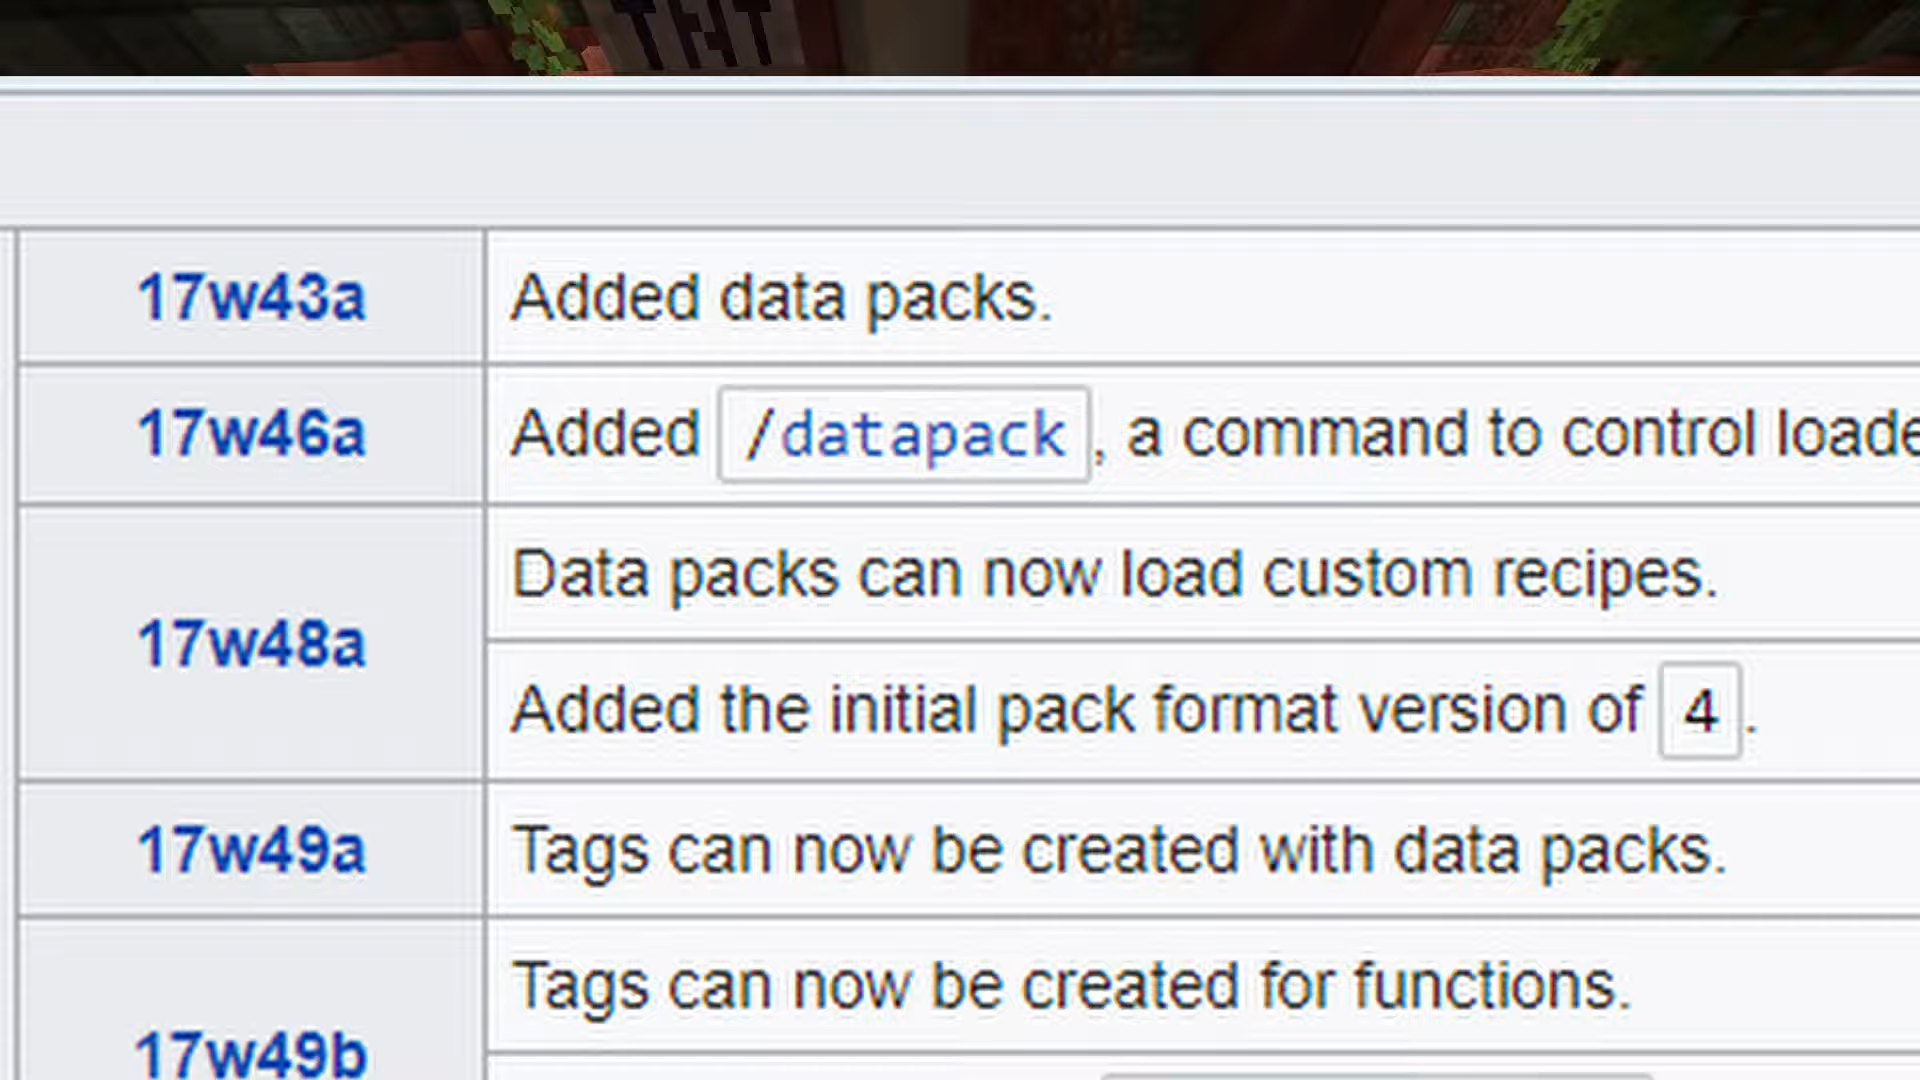 TNT
17w43a Added data packs.
17w46a Added /datapack, a command to control loade
17w48a Data packs can now load custom recipes.
Added the initial pack format version of 4.
17w49a Tags can now be created with data packs.
17w49b Tags can now be created for functions.